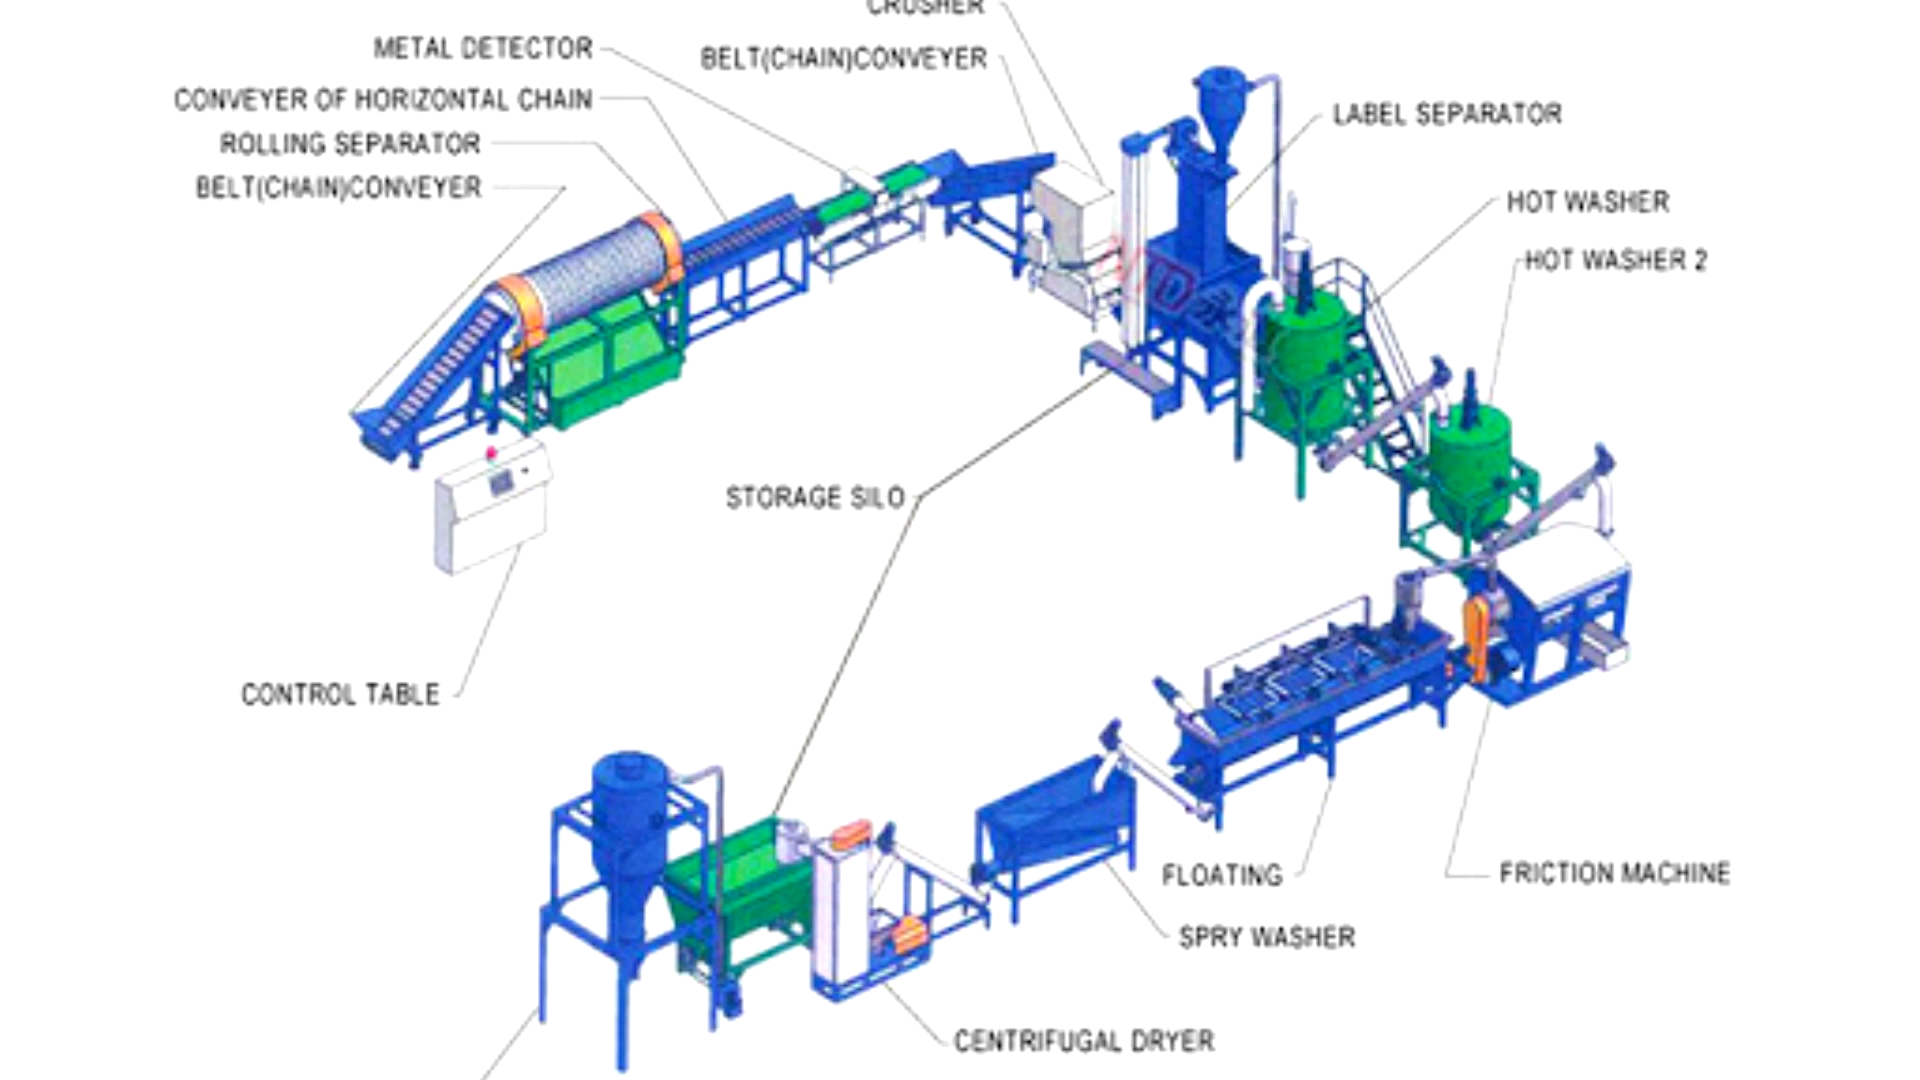 CRUSHER
METAL DETECTOR
BELT(CHAIN)CONVEYER
CONVEYER OF HORIZONTAL CHAIN
LABEL SEPARATOR
ROLLING SEPARATOR
BELT(CHAIN)CONVEYER
HOT WASHER
HOT WASHER 2
STORAGE SILO
CONTROL TABLE
FLOATING
FRICTION MACHINE
SPRY WASHER
CENTRIFUGAL DRYER